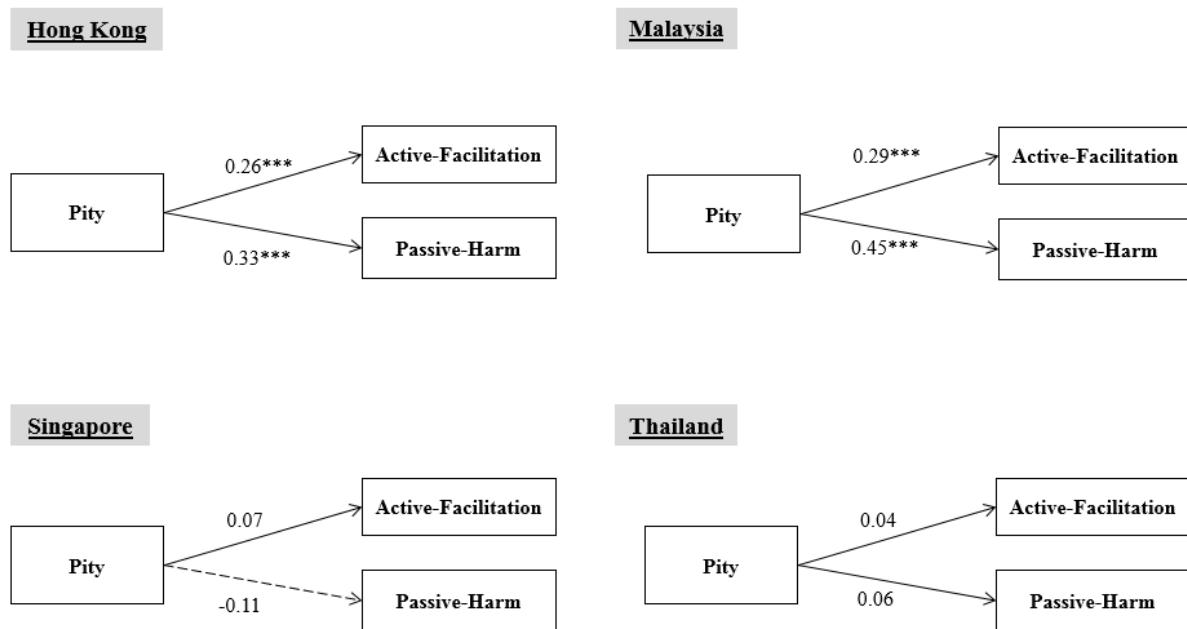 Hong Kong
Pity
0.26***
0.33***
Active-Facilitation
Passive-Harm
Malaysia
Pity
0.29***
0.45***
Active-Facilitation
Passive-Harm
Singapore
Pity
0.07
-0.11
Active-Facilitation
Passive-Harm
Thailand
Pity
0.04
0.06
Active-Facilitation
Passive-Harm